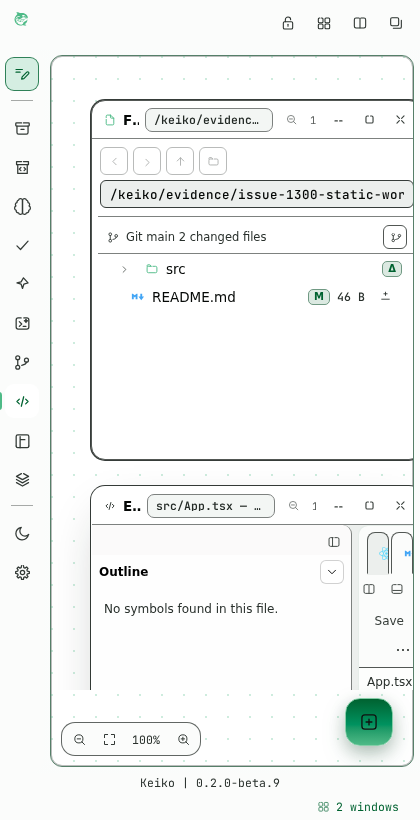 F..
/keiko/evidenc…
1
/keiko/evidence/issue-1300-static-wor
Git main 2 changed files
src
Δ
README.md
M
46 B
E..
src/App.tsx — …
1
Outline
No symbols found in this file.
Save
App.tsx
100%
Keiko | 0.2.0-beta.9
2 windows